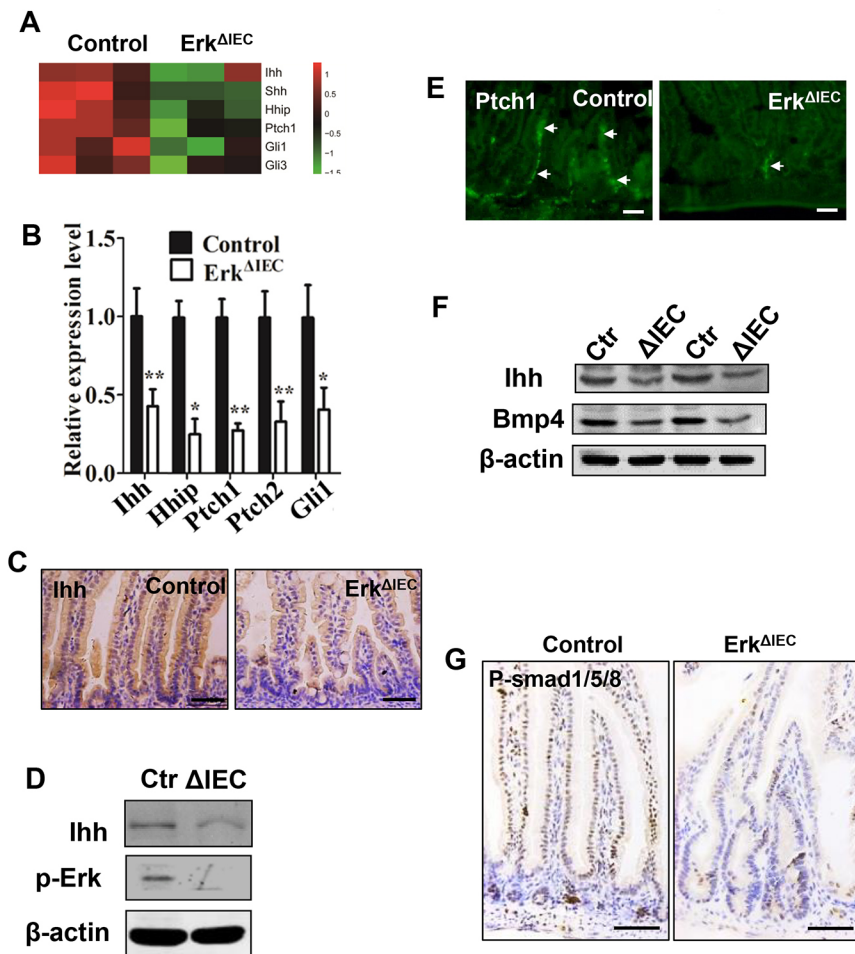 A
Control Erk^ΔIEC
Ihh
Shh
Hhip
Ptch1
Gli1
Gli3
1
0.5
0
−0.5
−1
−1.5
B
Relative expression level
1.5
1.0
0.5
0.0
Control
Erk^ΔIEC
** * ** ** *
Ihh Hhip Ptch1 Ptch2 Gli1
C
Ihh Control Erk^ΔIEC
D
Ctr ΔIEC
Ihh
p-Erk
β-actin
E
Ptch1 Control Erk^ΔIEC
F
Ctr ΔIEC Ctr ΔIEC
Ihh
Bmp4
β-actin
G
Control Erk^ΔIEC
P-smad1/5/8